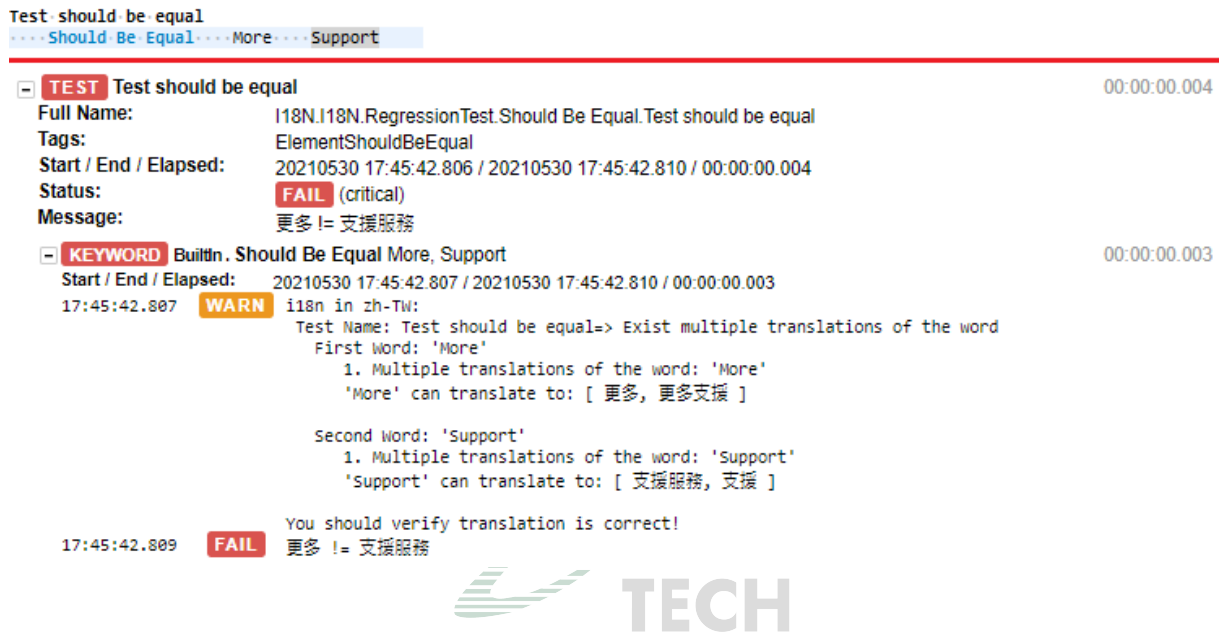 Test should be equal
Should Be Equal More Support
TEST Test should be equal 00:00:00.004
Full Name: I18N.I18N.RegressionTest.Should Be Equal.Test should be equal
Tags: ElementShouldBeEqual
Start / End / Elapsed: 20210530 17:45:42.806 / 20210530 17:45:42.810 / 00:00:00.004
Status: FAIL (critical)
Message: 更多 != 支援服務
KEYWORD BuiltIn. Should Be Equal More, Support 00:00:00.003
Start / End / Elapsed: 20210530 17:45:42.807 / 20210530 17:45:42.810 / 00:00:00.003
17:45:42.807 WARN i18n in zh-TW:
Test Name: Test should be equal=> Exist multiple translations of the word
First Word: 'More'
1. Multiple translations of the word: 'More'
'More' can translate to: [ 更多, 更多支援 ]
Second Word: 'Support'
1. Multiple translations of the word: 'Support'
'Support' can translate to: [ 支援服務, 支援 ]
You should verify translation is correct!
17:45:42.809 FAIL 更多 != 支援服務
TECH